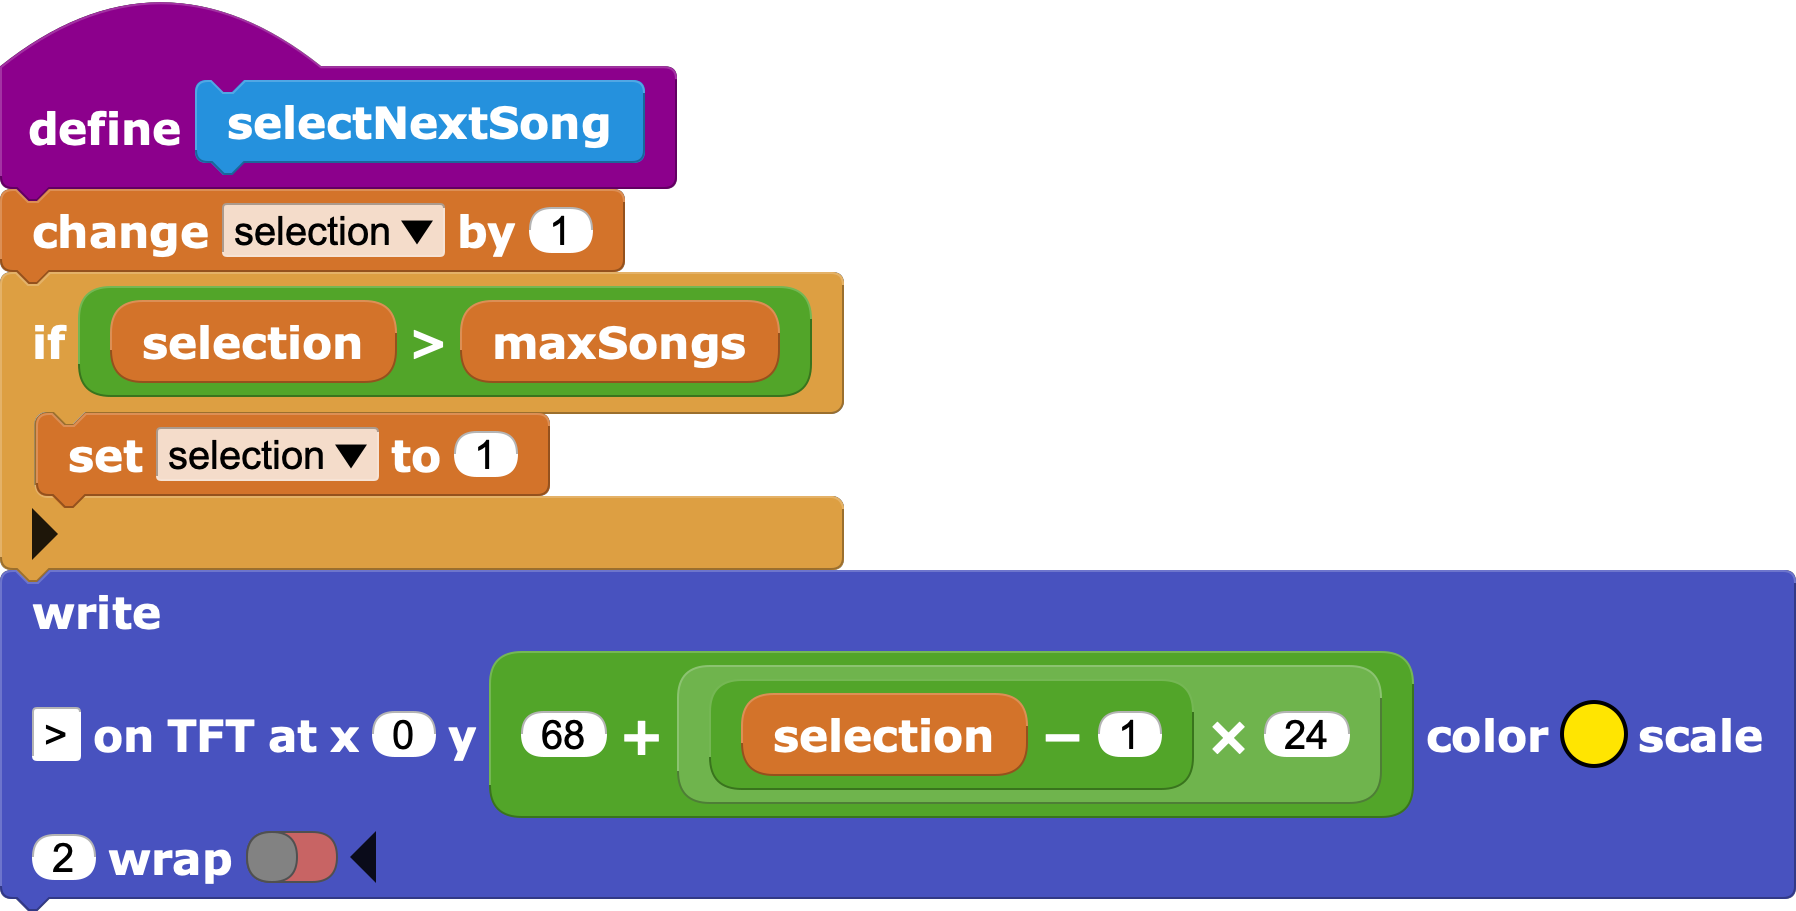 define selectNextSong
change selection by 1
if selection > maxSongs
set selection to 1
write
> on TFT at x 0 y 68 + selection − 1 × 24 color scale
2 wrap